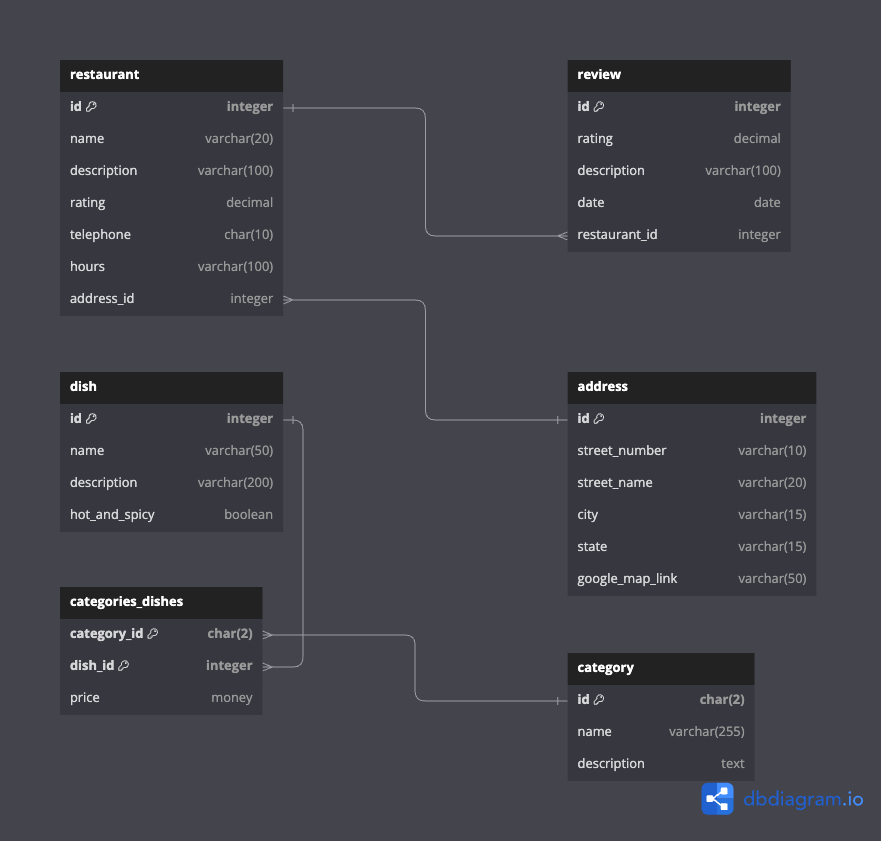 restaurant
id integer
name varchar(20)
description varchar(100)
rating decimal
telephone char(10)
hours varchar(100)
address_id integer
review
id integer
rating decimal
description varchar(100)
date date
restaurant_id integer
dish
id integer
name varchar(50)
description varchar(200)
hot_and_spicy boolean
address
id integer
street_number varchar(10)
street_name varchar(20)
city varchar(15)
state varchar(15)
google_map_link varchar(50)
categories_dishes
category_id char(2)
dish_id integer
price money
category
id char(2)
name varchar(255)
description text
dbdiagram.io